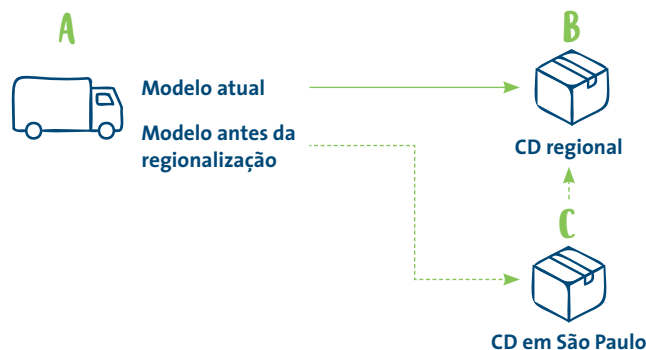 A
B
Modelo atual
Modelo antes da
regionalização
CD regional
C
CD em São Paulo